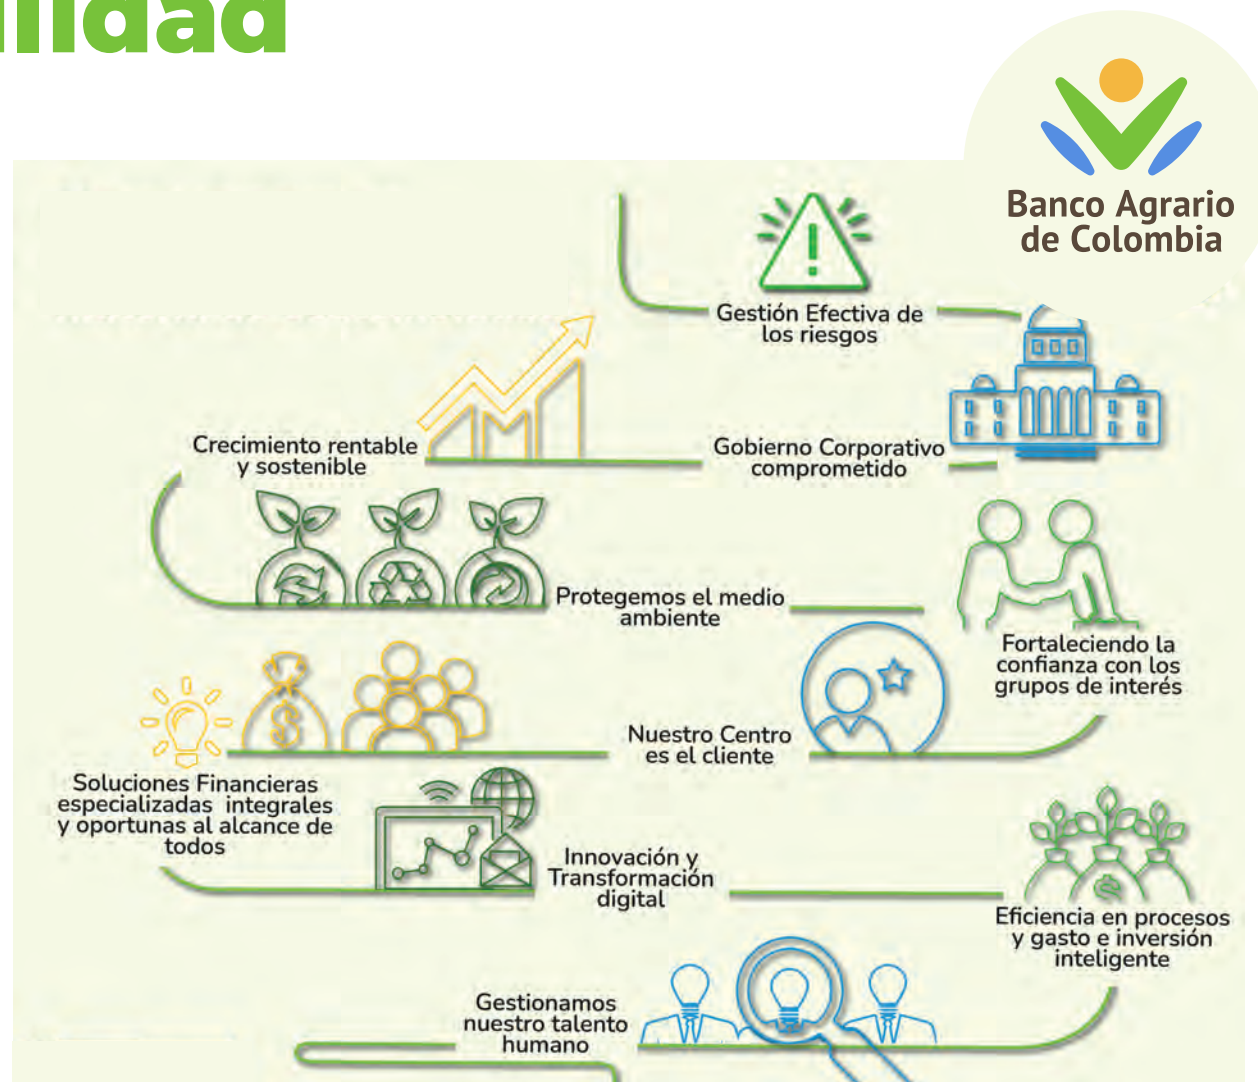 Banco Agrario
de Colombia
Gestión Efectiva de
los riesgos
Crecimiento rentable
y sostenible
Gobierno Corporativo
comprometido
Protegemos el medio
ambiente
Fortaleciendo la
confianza con los
grupos de interés
Nuestro Centro
es el cliente
Soluciones Financieras
especializadas integrales
y oportunas al alcance de
todos
Innovación y
Transformación
digital
Eficiencia en procesos
y gasto e inversión
inteligente
Gestionamos
nuestro talento
humano